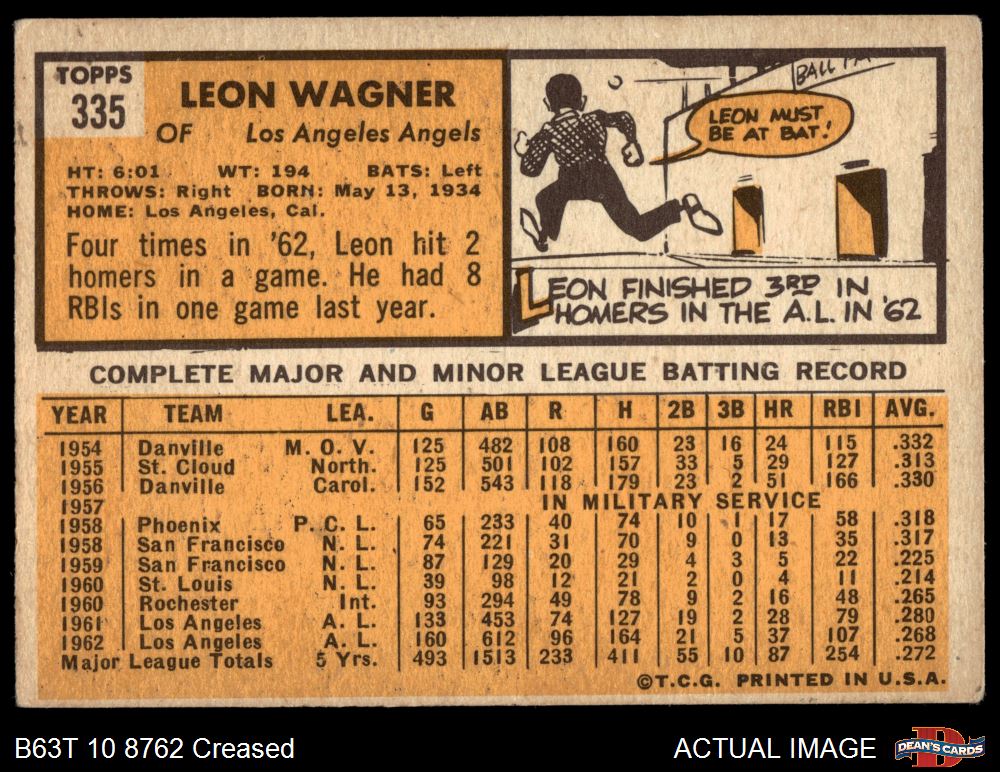 TOPPS
335
LEON WAGNER
OF Los Angeles Angels
HT: 6:01 WT: 194 BATS: Left
THROWS: Right BORN: May 13, 1934
HOME: Los Angeles, Cal.
Four times in '62, Leon hit 2
homers in a game. He had 8
RBIs in one game last year.
BALL PA
LEON MUST
BE AT BAT!
LEON FINISHED 3RD IN
HOMERS IN THE A.L. IN '62
COMPLETE MAJOR AND MINOR LEAGUE BATTING RECORD
YEAR TEAM LEA. G AB R H 2B 3B HR RBI AVG.
1954 Danville M. O. V. 125 482 108 160 23 16 24 115 .332
1955 St. Cloud North. 125 501 102 157 33 5 29 127 .313
1956 Danville Carol. 152 543 118 179 23 2 51 166 .330
1957 IN MILITARY SERVICE
1958 Phoenix P. C. L. 65 233 40 74 10 1 17 58 .318
1958 San Francisco N. L. 74 221 31 70 9 0 13 35 .317
1959 San Francisco N. L. 87 129 20 29 4 3 5 22 .225
1960 St. Louis N. L. 39 98 12 21 2 0 4 11 .214
1960 Rochester Int. 93 294 49 78 9 2 16 48 .265
1961 Los Angeles A. L. 133 453 74 127 19 2 28 79 .280
1962 Los Angeles A. L. 160 612 96 164 21 5 37 107 .268
Major League Totals 5 Yrs. 493 1513 233 411 55 10 87 254 .272
©T.C.G. PRINTED IN U.S.A.
B63T 10 8762 Creased
ACTUAL IMAGE
DEAN'S CARDS